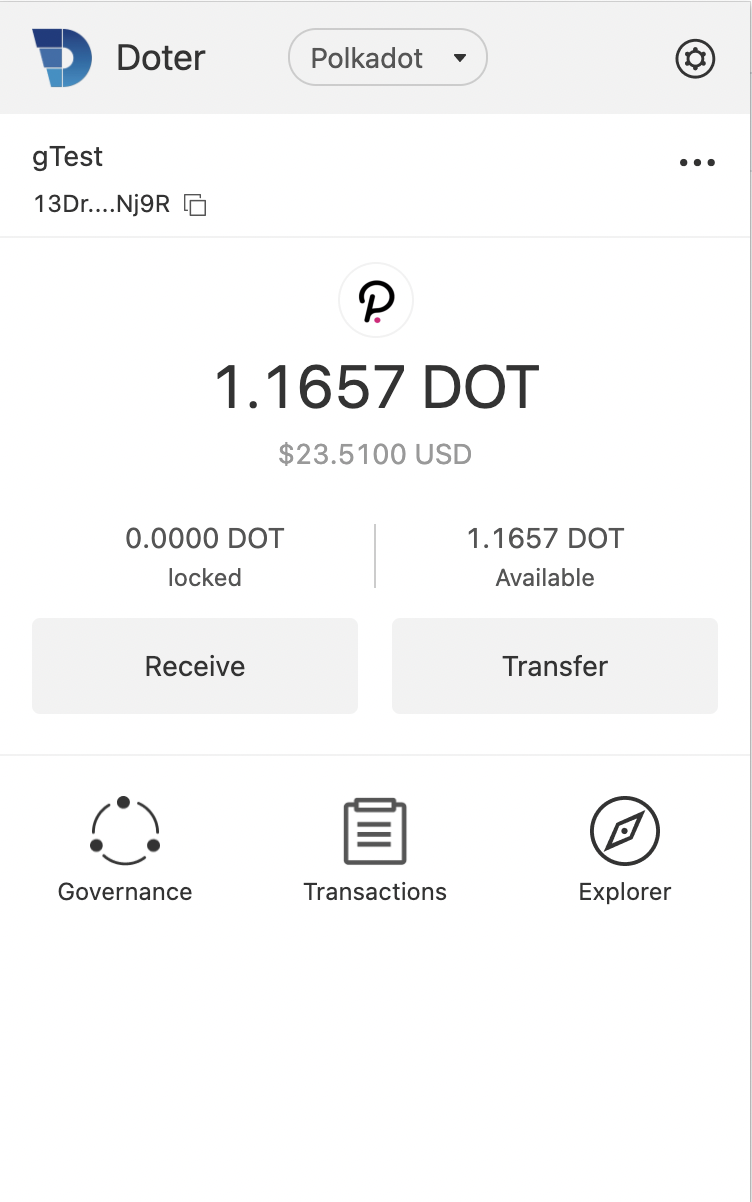 Doter
Polkadot
gTest
13Dr....Nj9R
1.1657 DOT
$23.5100 USD
0.0000 DOT
locked
1.1657 DOT
Available
Receive
Transfer
Governance
Transactions
Explorer